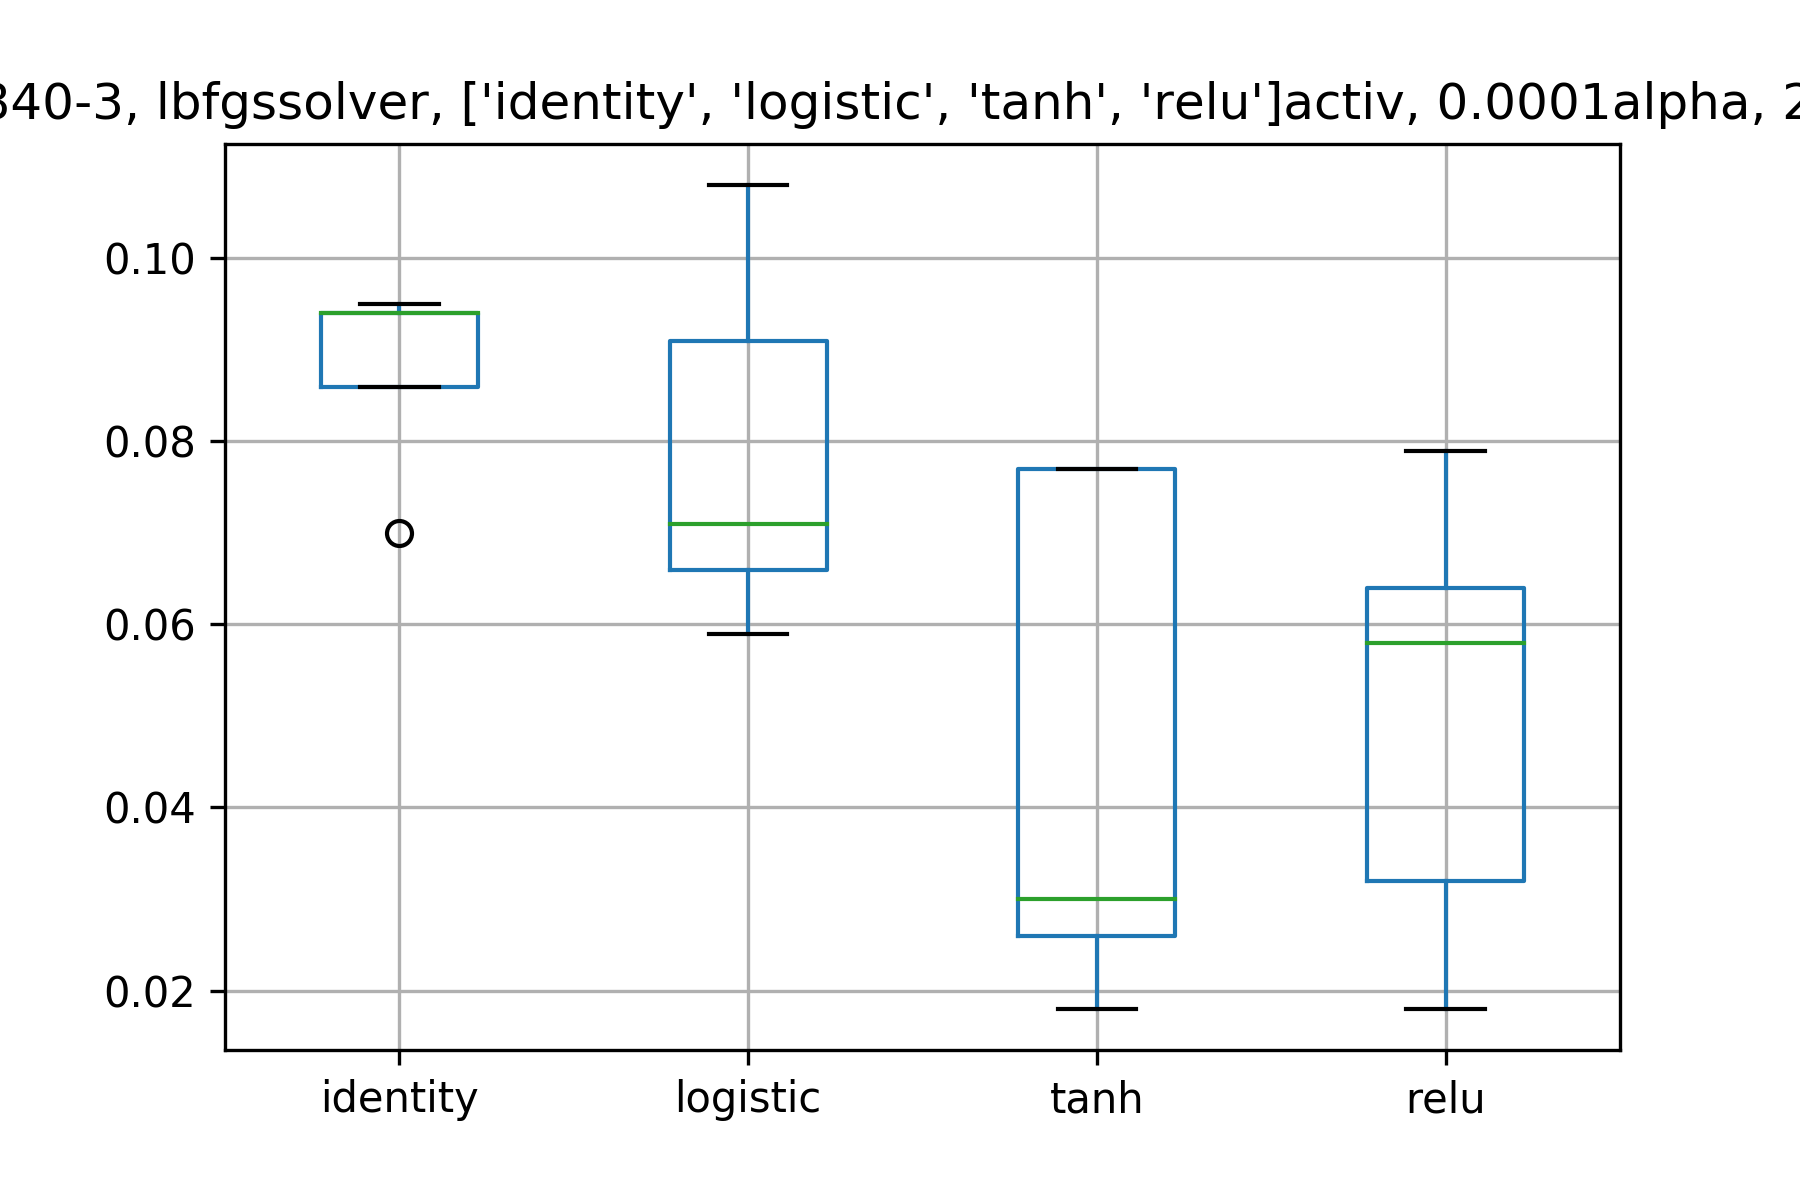 340-3, lbfgssolver, ['identity', 'logistic', 'tanh', 'relu']activ, 0.0001alpha, 2
0.10
0.08
0.06
0.04
0.02
identity logistic tanh relu